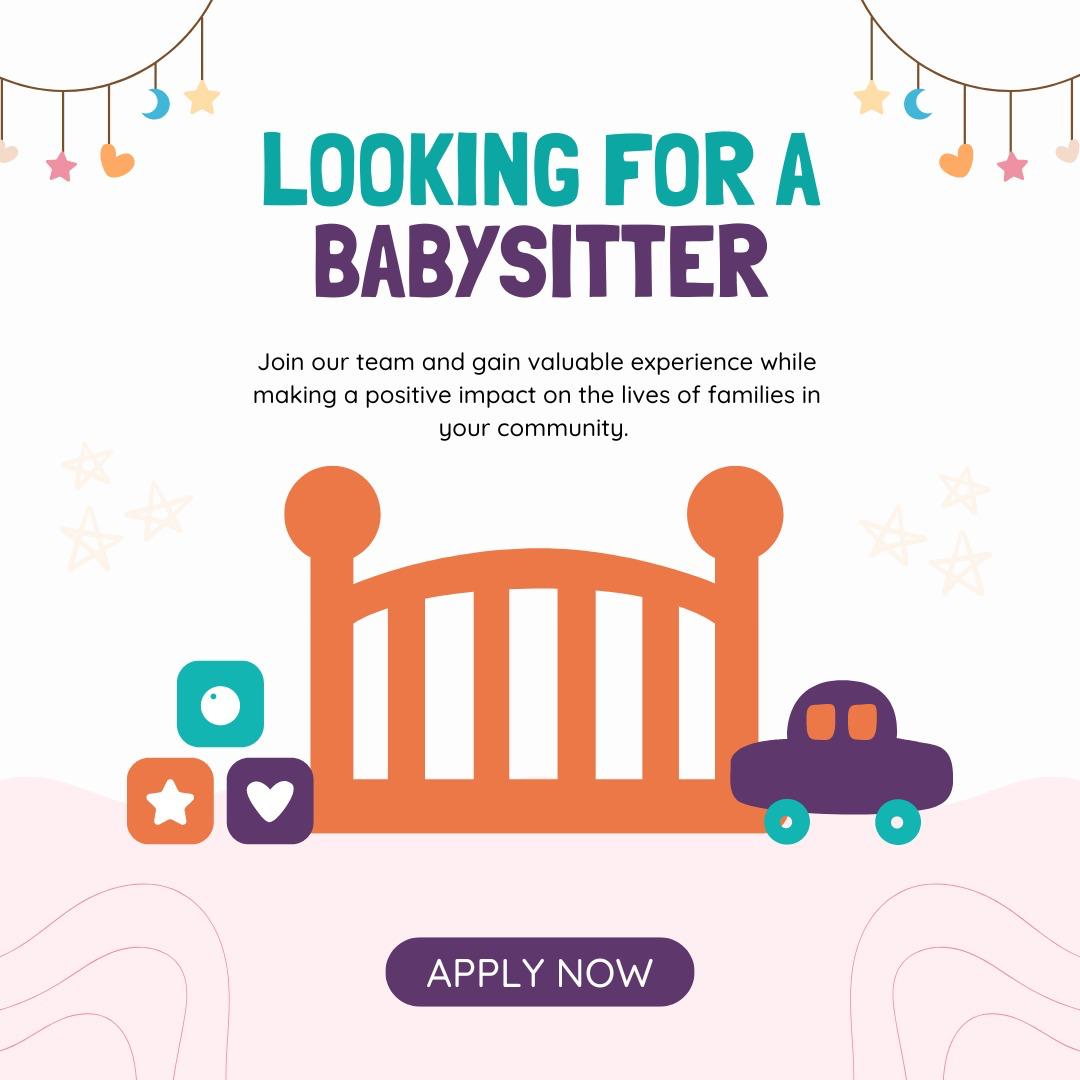 LOOKING FOR A
BABYSITTER
Join our team and gain valuable experience while
making a positive impact on the lives of families in
your community.
APPLY NOW